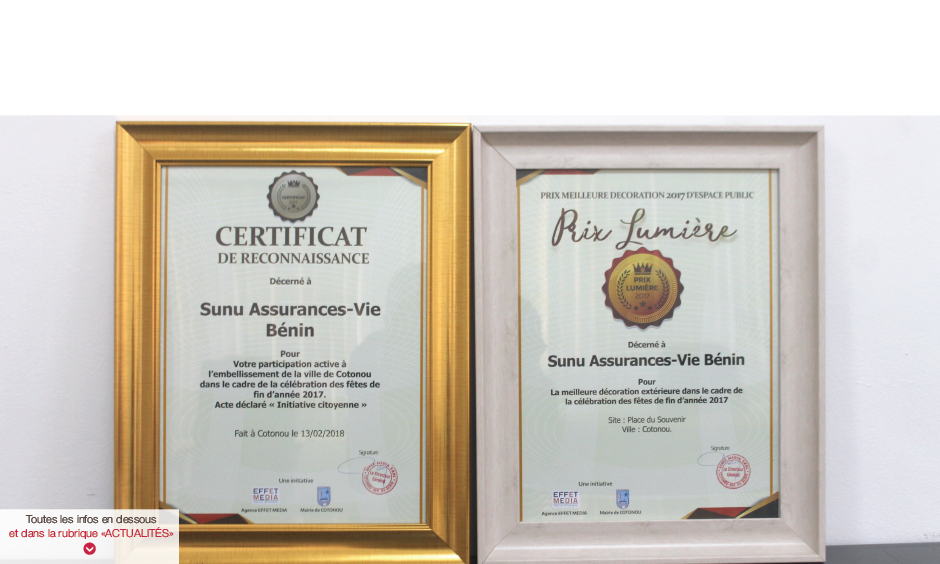 CERTIFICAT
DE RECONNAISSANCE
Décerné à
Sunu Assurances-Vie
Bénin
Pour
Votre participation active à
l'embellissement de la ville de Cotonou
dans le cadre de la célébration des fêtes de
fin d'année 2017.
Acte déclaré « Initiative citoyenne »
Fait à Cotonou le 13/02/2018
Signature
Une initiative
EFFET
MEDIA
Agence EFFET MEDIA
Mairie de COTONOU
PRIX MEILLEURE DECORATION 2017 D'ESPACE PUBLIC
Prix Lumière
PRIX
LUMIÈRE
2017
Décerné à
Sunu Assurances-Vie Bénin
Pour
La meilleure décoration extérieure dans le cadre de
la célébration des fêtes de fin d'année 2017
Site : Place du Souvenir
Ville : Cotonou.
Signature
Une initiative
EFFET
MEDIA
Agence EFFET MEDIA
Mairie de COTONOU
Toutes les infos en dessous
et dans la rubrique «ACTUALITÉS»